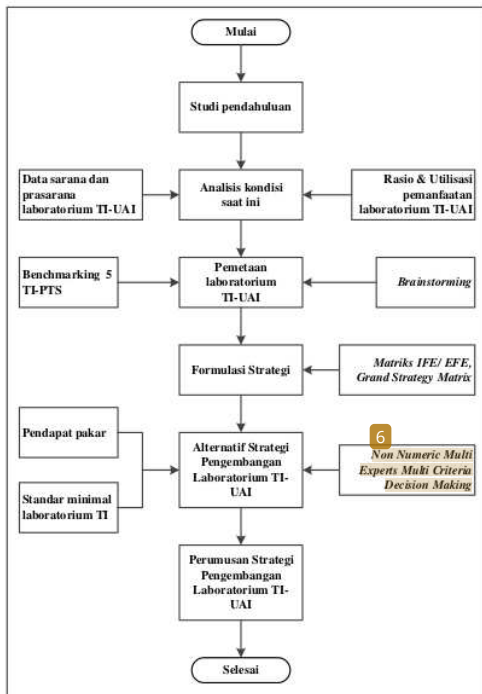 Mulai
Studi pendahuluan
Data sarana dan
prasarana
laboratorium TI-UAI
Analisis kondisi
saat ini
Rasio & Utilisasi
pemanfaatan
laboratorium TI-UAI
Benchmarking 5
TI-PTS
Pemetaan
laboratorium
TI-UAI
Brainstorming
Formulasi Strategi
Matriks IFE/ EFE,
Grand Strategy Matrix
Pendapat pakar
Standar minimal
laboratorium TI
Alternatif Strategi
Pengembangan
Laboratorium TI-
UAI
6
Non Numeric Multi
Experts Multi Criteria
Decision Making
Perumusan Strategi
Pengembangan
Laboratorium TI-
UAI
Selesai